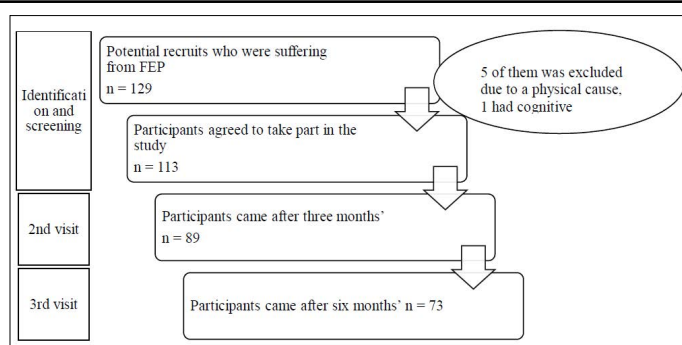 Potential recruits who were suffering
from FEP
n = 129
5 of them was excluded
due to a physical cause,
1 had cognitive
Identificati
on and
screening
Participants agreed to take part in the
study
n = 113
2nd visit
Participants came after three months’
n = 89
3rd visit
Participants came after six months’ n = 73